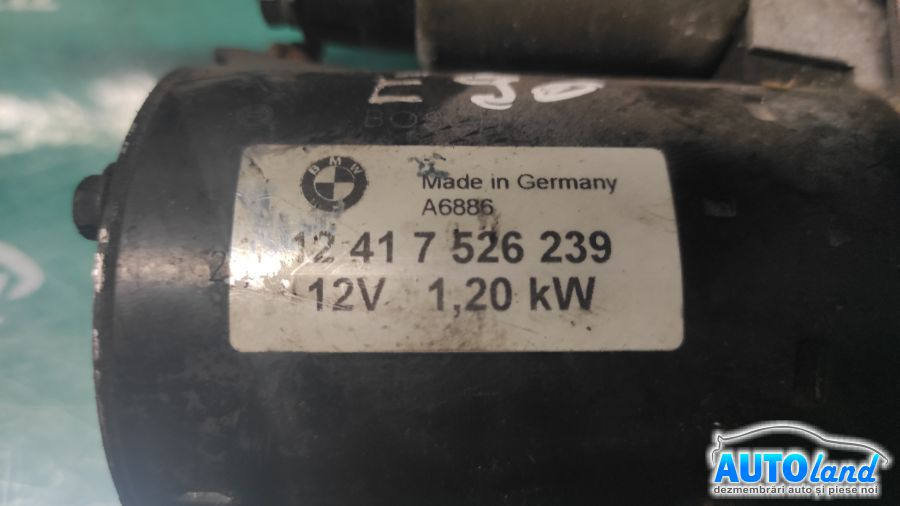 E90
BMW
Made in Germany
A6886
12 41 7 526 239
12V 1,20 kW
AUTOland
dezmembrări auto și piese noi